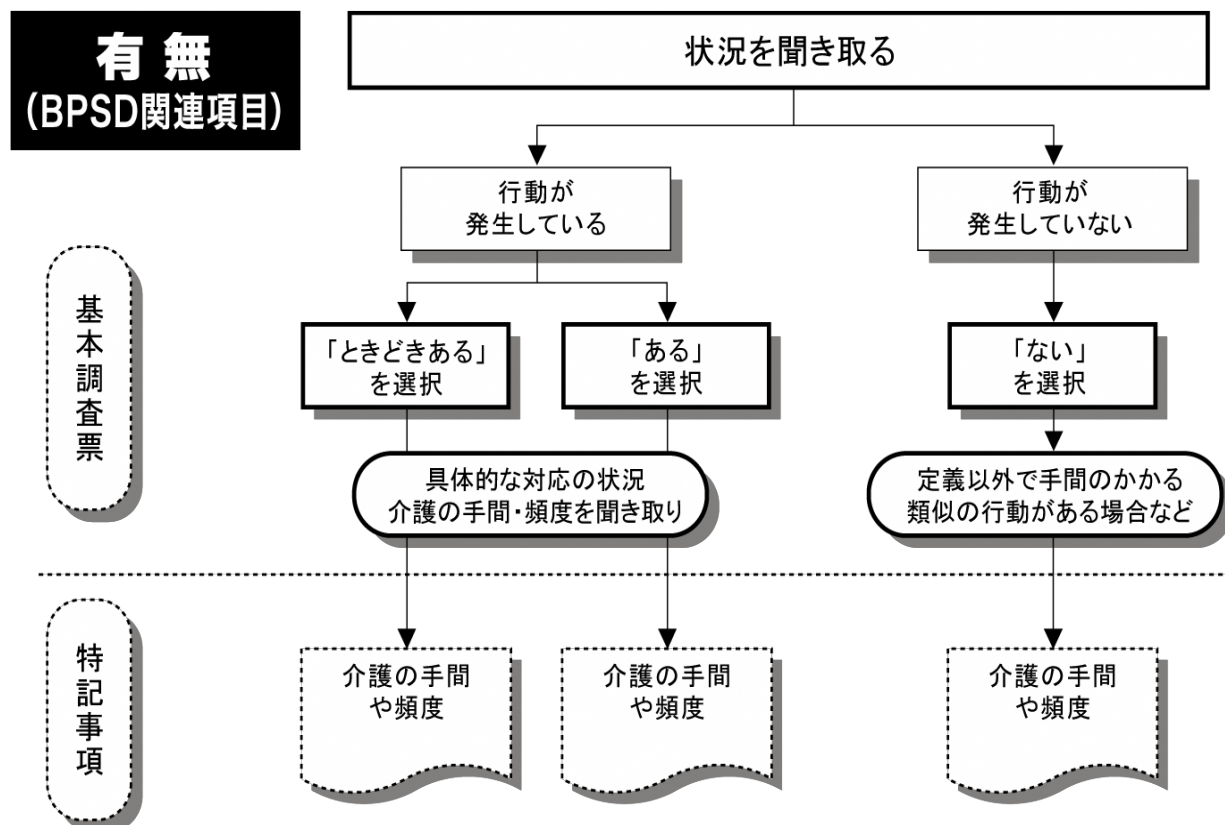 有無
(BPSD関連項目)
状況を聞き取る
行動が
発生している
行動が
発生していない
基本調査票
「ときどきある」
を選択
「ある」
を選択
「ない」
を選択
具体的な対応の状況
介護の手間・頻度を聞き取り
定義以外で手間のかかる
類似の行動がある場合など
特記事項
介護の手間
や頻度
介護の手間
や頻度
介護の手間
や頻度